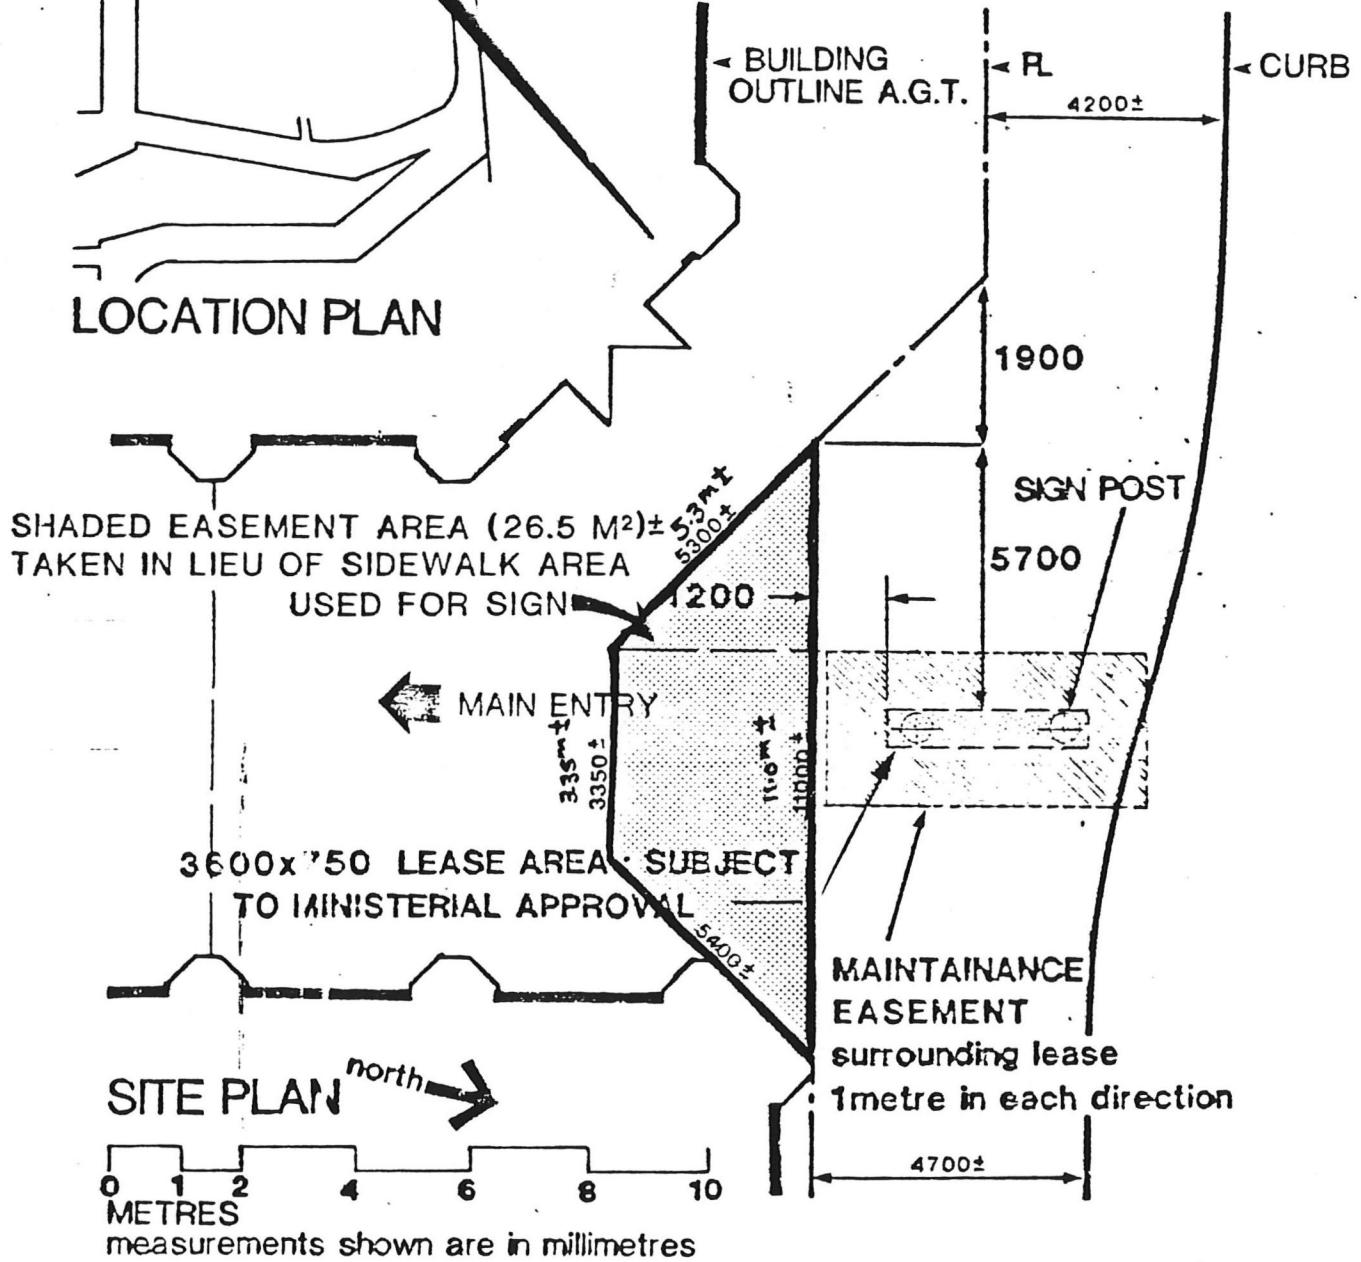 BUILDING
OUTLINE A.G.T.
PL
CURB
4200±
LOCATION PLAN
1900
SIGN POST
5.3m±
5300±
SHADED EASEMENT AREA (26.5 M²)±
TAKEN IN LIEU OF SIDEWALK AREA
USED FOR SIGN
5700
1200
MAIN ENTRY
3350±
11.0m±
11000±
3600x750 LEASE AREA SUBJECT
TO MINISTERIAL APPROVAL
5400±
MAINTAINANCE
EASEMENT
surrounding lease
1metre in each direction
SITE PLAN
north
4700±
0 1 2 4 6 8 10
METRES
measurements shown are in millimetres